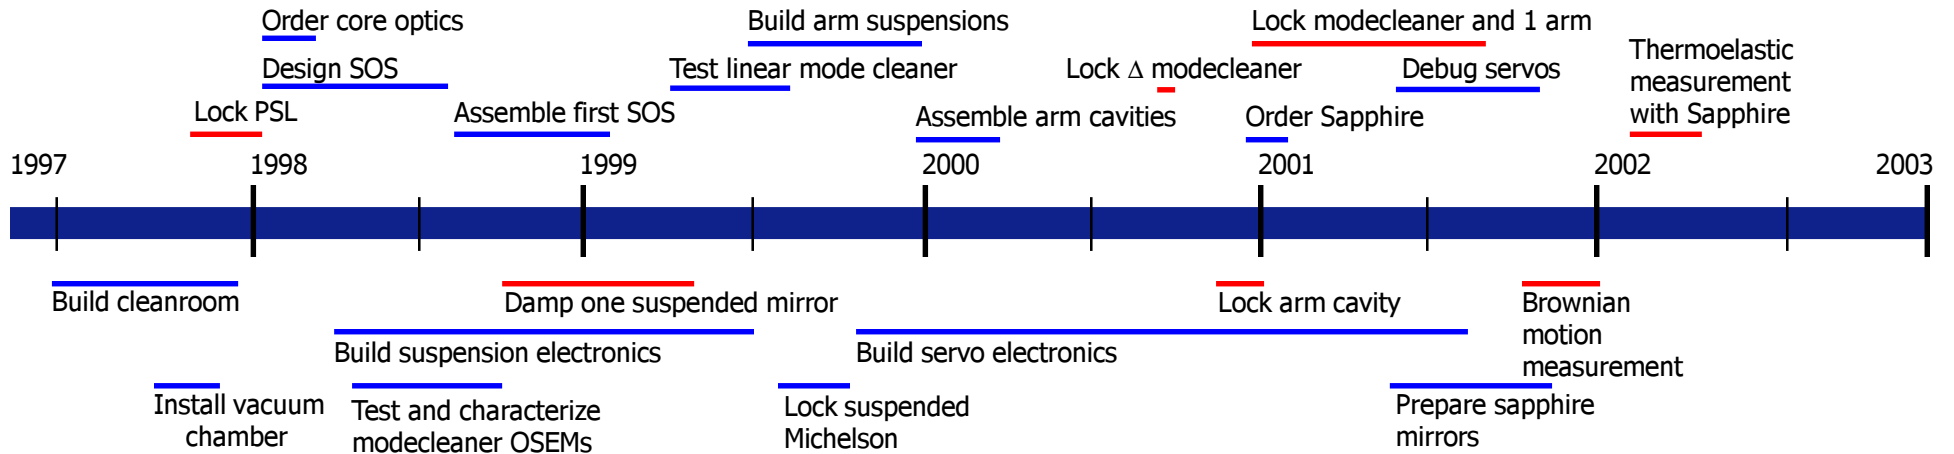 Order core optics
Build arm suspensions
Lock modecleaner and 1 arm
Thermoelastic
measurement
with Sapphire
Design SOS
Test linear mode cleaner
Lock Δ modecleaner
Debug servos
Lock PSL
Assemble first SOS
Assemble arm cavities
Order Sapphire
1997
1998
1999
2000
2001
2002
2003
Build cleanroom
Damp one suspended mirror
Lock arm cavity
Brownian
motion
measurement
Build suspension electronics
Build servo electronics
Install vacuum
chamber
Test and characterize
modecleaner OSEMs
Lock suspended
Michelson
Prepare sapphire
mirrors